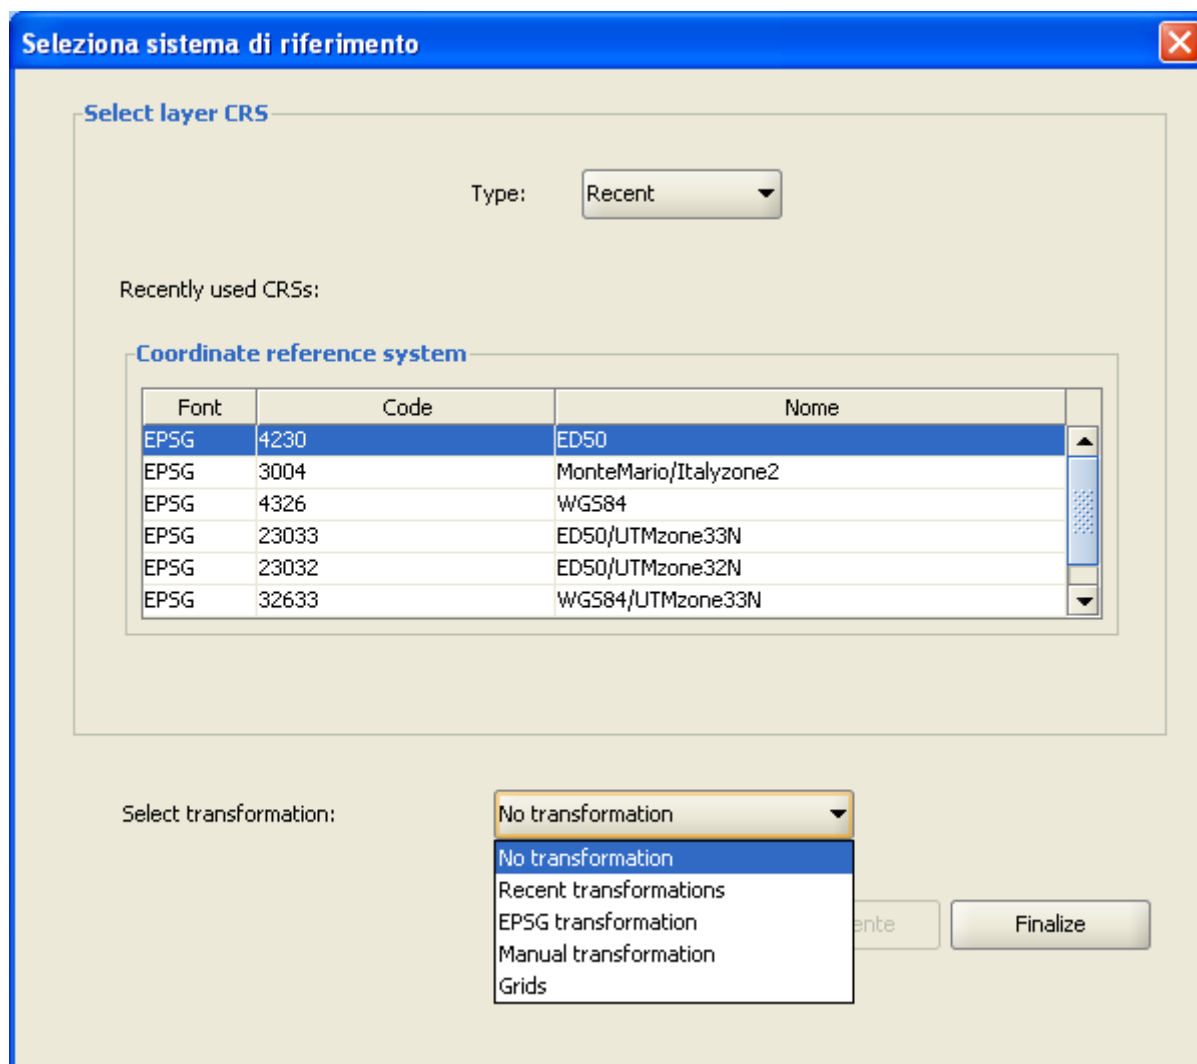 Seleziona sistema di riferimento
Select layer CRS
Type: Recent
Recently used CRSs:
Coordinate reference system
Font Code Nome
EPSG 4230 ED50
EPSG 3004 MonteMario/Italyzone2
EPSG 4326 WGS84
EPSG 23033 ED50/UTMzone33N
EPSG 23032 ED50/UTMzone32N
EPSG 32633 WGS84/UTMzone33N
Select transformation: No transformation
No transformation
Recent transformations
EPSG transformation
Manual transformation
Grids
ente Finalize